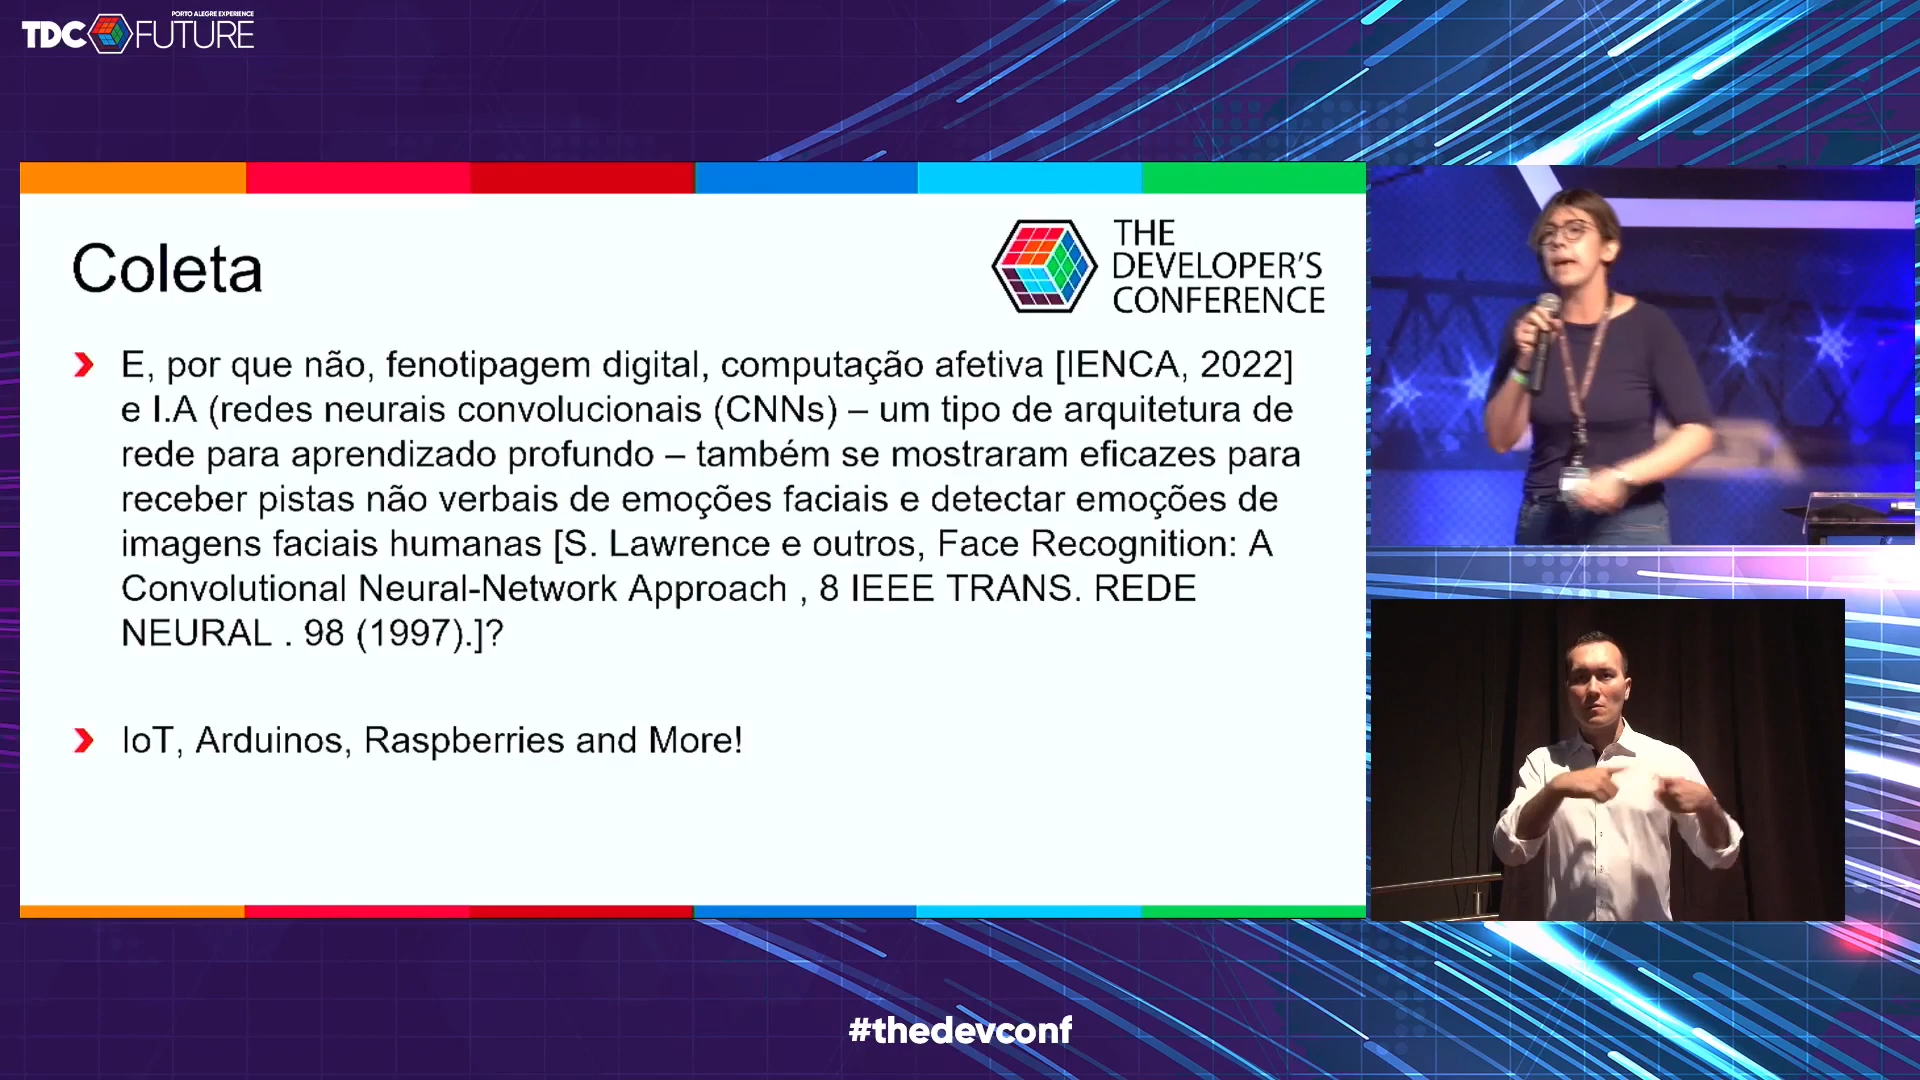 PORTO ALEGRE EXPERIENCE
TDC FUTURE
Coleta
THE
DEVELOPER'S
CONFERENCE
E, por que não, fenotipagem digital, computação afetiva [IENCA, 2022]
e I.A (redes neurais convolucionais (CNNs) – um tipo de arquitetura de
rede para aprendizado profundo – também se mostraram eficazes para
receber pistas não verbais de emoções faciais e detectar emoções de
imagens faciais humanas [S. Lawrence e outros, Face Recognition: A
Convolutional Neural-Network Approach , 8 IEEE TRANS. REDE
NEURAL . 98 (1997).]?
IoT, Arduinos, Raspberries and More!
#thedevconf